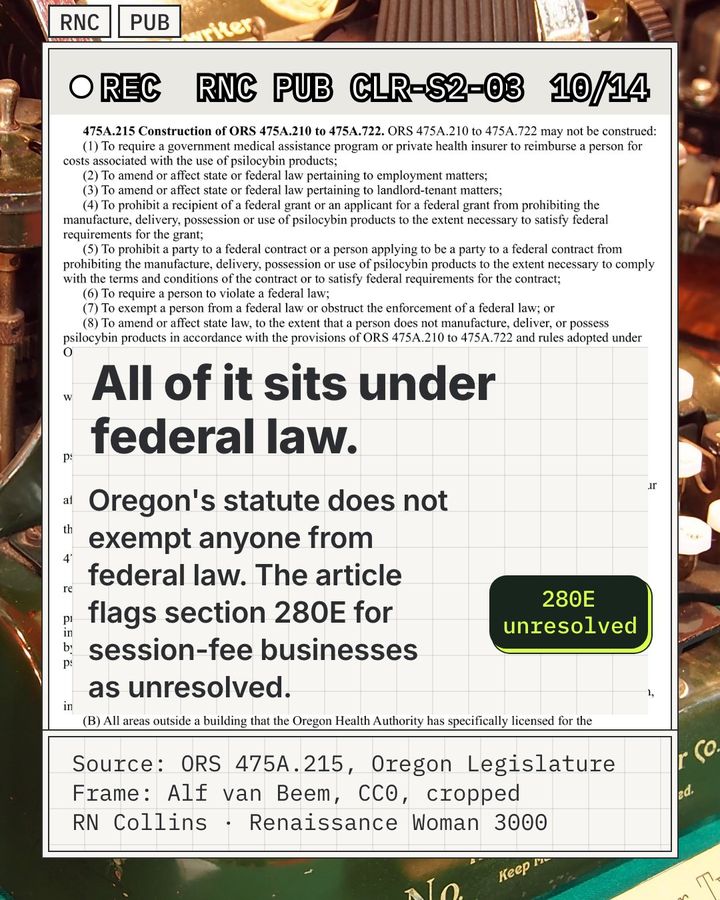 RNC PUB
writer
REC RNC PUB CLR-S2-03 10/14
475A.215 Construction of ORS 475A.210 to 475A.722. ORS 475A.210 to 475A.722 may not be construed:
(1) To require a government medical assistance program or private health insurer to reimburse a person for
costs associated with the use of psilocybin products;
(2) To amend or affect state or federal law pertaining to employment matters;
(3) To amend or affect state or federal law pertaining to landlord-tenant matters;
(4) To prohibit a recipient of a federal grant or an applicant for a federal grant from prohibiting the
manufacture, delivery, possession or use of psilocybin products to the extent necessary to satisfy federal
requirements for the grant;
(5) To prohibit a party to a federal contract or a person applying to be a party to a federal contract from
prohibiting the manufacture, delivery, possession or use of psilocybin products to the extent necessary to comply
with the terms and conditions of the contract or to satisfy federal requirements for the contract;
(6) To require a person to violate a federal law;
(7) To exempt a person from a federal law or obstruct the enforcement of a federal law; or
(8) To amend or affect state law, to the extent that a person does not manufacture, deliver, or possess
psilocybin products in accordance with the provisions of ORS 475A.210 to 475A.722 and rules adopted under
All of it sits under
federal law.
Oregon's statute does not
exempt anyone from
federal law. The article
flags section 280E for
session-fee businesses
as unresolved.
280E
unresolved
(B) All areas outside a building that the Oregon Health Authority has specifically licensed for the
Source: ORS 475A.215, Oregon Legislature
Frame: Alf van Beem, CC0, cropped
RN Collins · Renaissance Woman 3000
No.
Keep